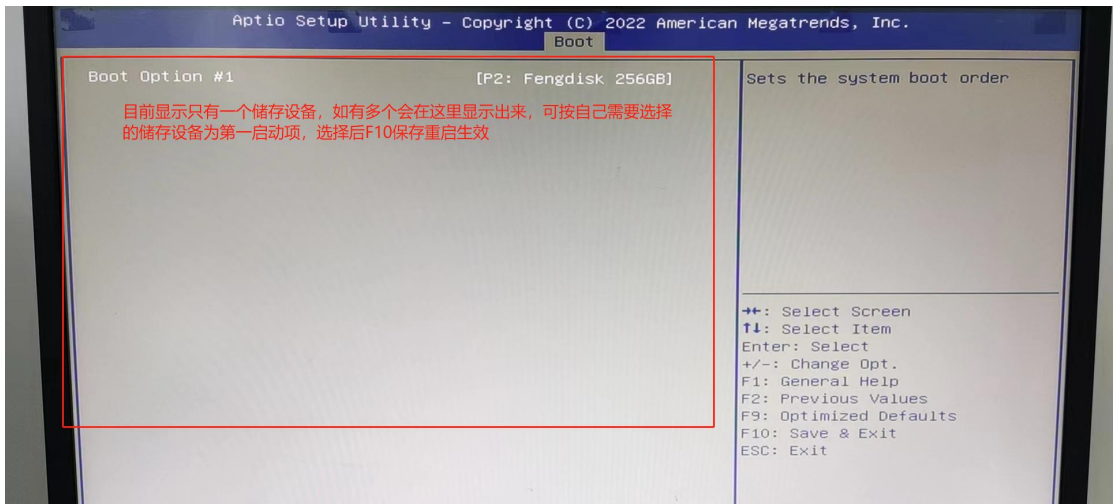 Aptio Setup Utility – Copyright (C) 2022 American Megatrends, Inc.
Boot
Boot Option #1 [P2: Fengdisk 256GB]
目前显示只有一个储存设备，如有多个会在这里显示出来，可按自己需要选择
的储存设备为第一启动项，选择后F10保存重启生效
Sets the system boot order
→←: Select Screen
↑↓: Select Item
Enter: Select
+/-: Change Opt.
F1: General Help
F2: Previous Values
F9: Optimized Defaults
F10: Save & Exit
ESC: Exit